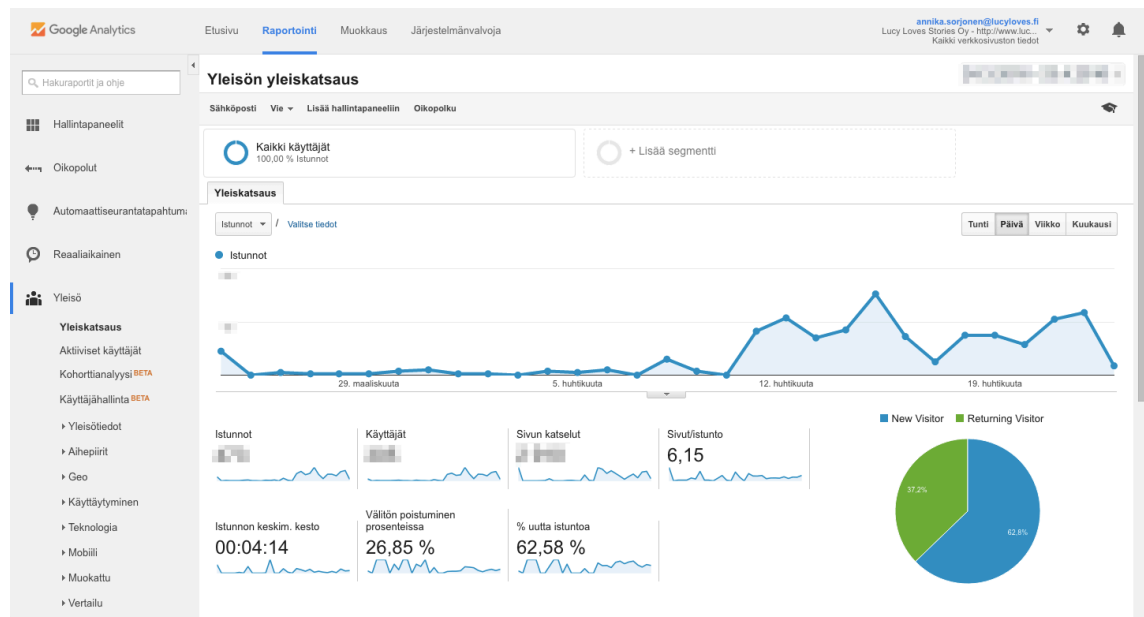 Google Analytics
Etusivu
Raportointi
Muokkaus
Järjestelmänvalvoja
annika.sorjonen@lucyloves.fi
Lucy Loves Stories Oy - http://www.luc...
Kaikki verkkosivuston tiedot
Hakuraportit ja ohje
Hallintapaneelit
Oikopolut
Automaattiseurantatapahtuma
Reaaliaikainen
Yleisö
Yleiskatsaus
Aktiiviset käyttäjät
Kohorttianalyysi BETA
Käyttäjähallinta BETA
Yleisötiedot
Aihepiirit
Geo
Käyttäytyminen
Teknologia
Mobiili
Muokattu
Vertailu
Yleisön yleiskatsaus
Sähköposti
Vie
Lisää hallintapaneeliin
Oikopolku
Kaikki käyttäjät
100,00 % Istunnot
+ Lisää segmentti
Yleiskatsaus
Istunnot
/
Valitse tiedot
Tunti
Päivä
Viikko
Kuukausi
Istunnot
29. maaliskuuta
5. huhtikuuta
12. huhtikuuta
19. huhtikuuta
Istunnot
Käyttäjät
Sivun katselut
Sivut/istunto
6,15
Istunnon keskim. kesto
00:04:14
Välitön poistuminen
prosenteissa
26,85 %
% uutta istuntoa
62,58 %
New Visitor
Returning Visitor
37,2%
62,8%